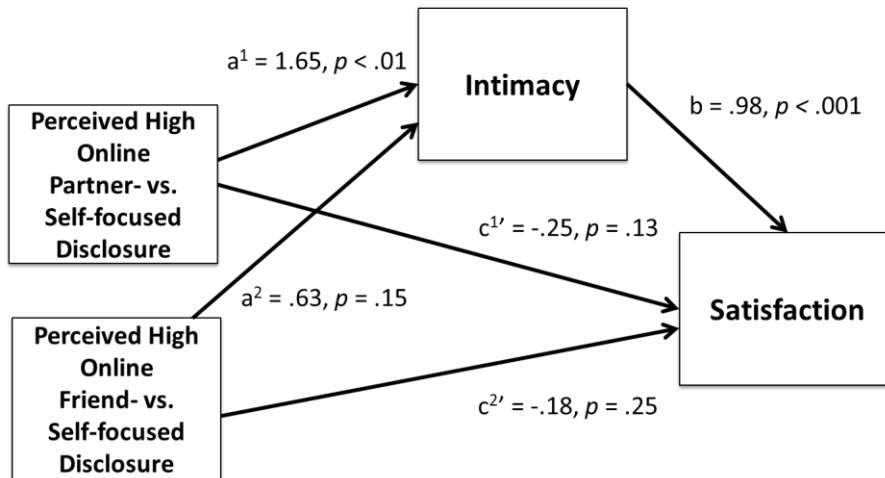 a¹ = 1.65, p < .01
Intimacy
b = .98, p < .001
Perceived High
Online
Partner- vs.
Self-focused
Disclosure
c¹’ = -.25, p = .13
a² = .63, p = .15
Satisfaction
Perceived High
Online
Friend- vs.
Self-focused
Disclosure
c²’ = -.18, p = .25